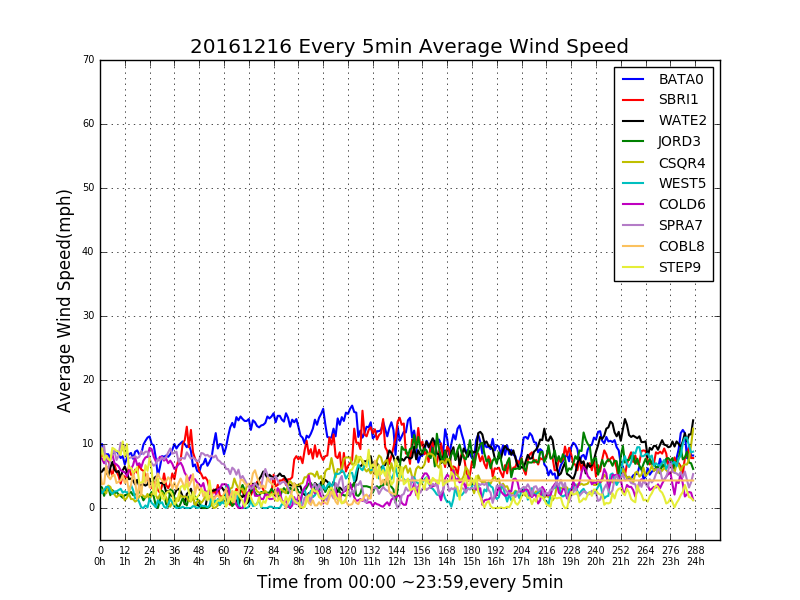 20161216 Every 5min Average Wind Speed
70
60
50
40
30
20
10
0
Average Wind Speed(mph)
BATA0
SBRI1
WATE2
JORD3
CSQR4
WEST5
COLD6
SPRA7
COBL8
STEP9
0 12 24 36 48 60 72 84 96 108 120 132 144 156 168 180 192 204 216 228 240 252 264 276 288
0h 1h 2h 3h 4h 5h 6h 7h 8h 9h 10h 11h 12h 13h 14h 15h 16h 17h 18h 19h 20h 21h 22h 23h 24h
Time from 00:00 ~23:59,every 5min